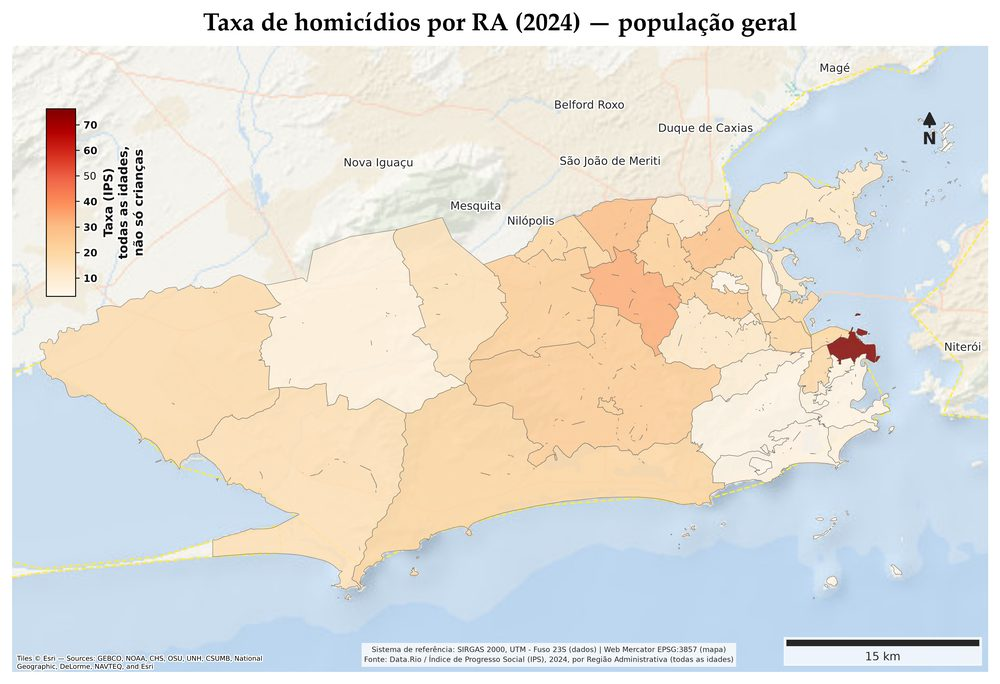 Taxa de homicídios por RA (2024) — população geral
Magé
Belford Roxo
Duque de Caxias
N
Nova Iguaçu
São João de Meriti
Mesquita
Nilópolis
Niterói
70
60
50
40
30
20
10
Taxa (IPS)
todas as idades,
não só crianças
15 km
Sistema de referência: SIRGAS 2000, UTM - Fuso 23S (dados) | Web Mercator EPSG:3857 (mapa)
Fonte: Data.Rio / Índice de Progresso Social (IPS), 2024, por Região Administrativa (todas as idades)
Tiles © Esri — Sources: GEBCO, NOAA, CHS, OSU, UNH, CSUMB, National
Geographic, DeLorme, NAVTEQ, and Esri